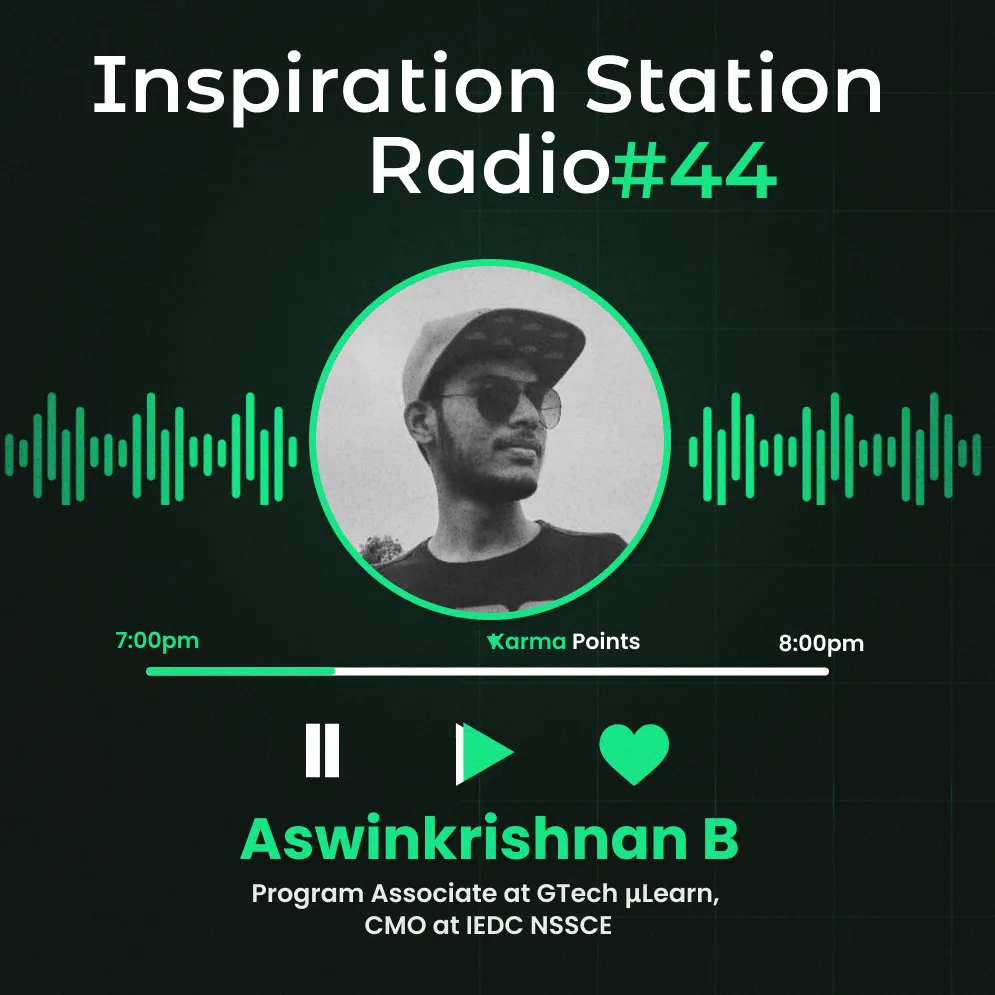 Inspiration Station
Radio#44
7:00pm
Karma Points
8:00pm
Aswinkrishnan B
Program Associate at GTech µLearn,
CMO at IEDC NSSCE